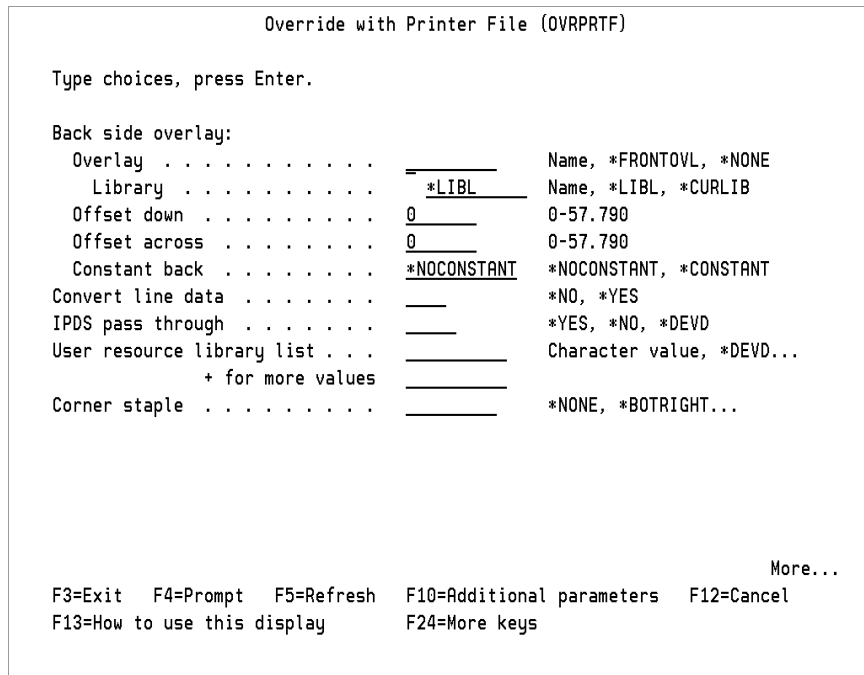 Override with Printer File (OVRPRTF)
Type choices, press Enter.
Back side overlay:
Overlay . . . . . . . . . . . Name, *FRONTOVL, *NONE
Library . . . . . . . . . . *LIBL Name, *LIBL, *CURLIB
Offset down . . . . . . . . . 0 0-57.790
Offset across . . . . . . . . 0 0-57.790
Constant back . . . . . . . . *NOCONSTANT *NOCONSTANT, *CONSTANT
Convert line data . . . . . . . *NO, *YES
IPDS pass through . . . . . . . *YES, *NO, *DEVD
User resource library list . . . Character value, *DEVD...
+ for more values
Corner staple . . . . . . . . . *NONE, *BOTRIGHT...
More...
F3=Exit F4=Prompt F5=Refresh F10=Additional parameters F12=Cancel
F13=How to use this display F24=More keys